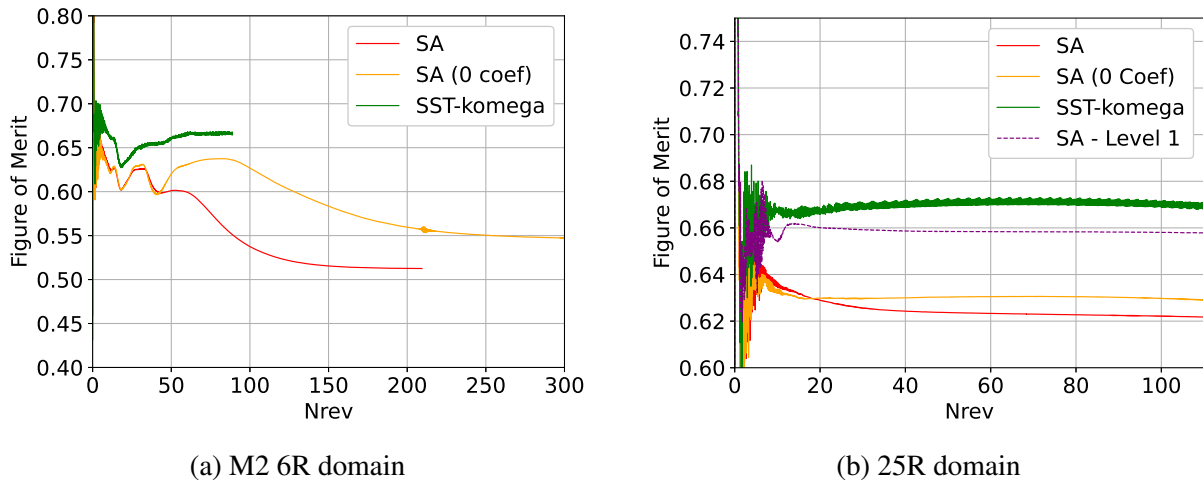 0.80
0.75
0.70
0.65
0.60
0.55
0.50
0.45
0.40
Figure of Merit
SA
SA (0 coef)
SST-komega
0 50 100 150 200 250 300
Nrev
(a) M2 6R domain
0.74
0.72
0.70
0.68
0.66
0.64
0.62
0.60
Figure of Merit
SA
SA (0 Coef)
SST-komega
SA - Level 1
0 20 40 60 80 100
Nrev
(b) 25R domain